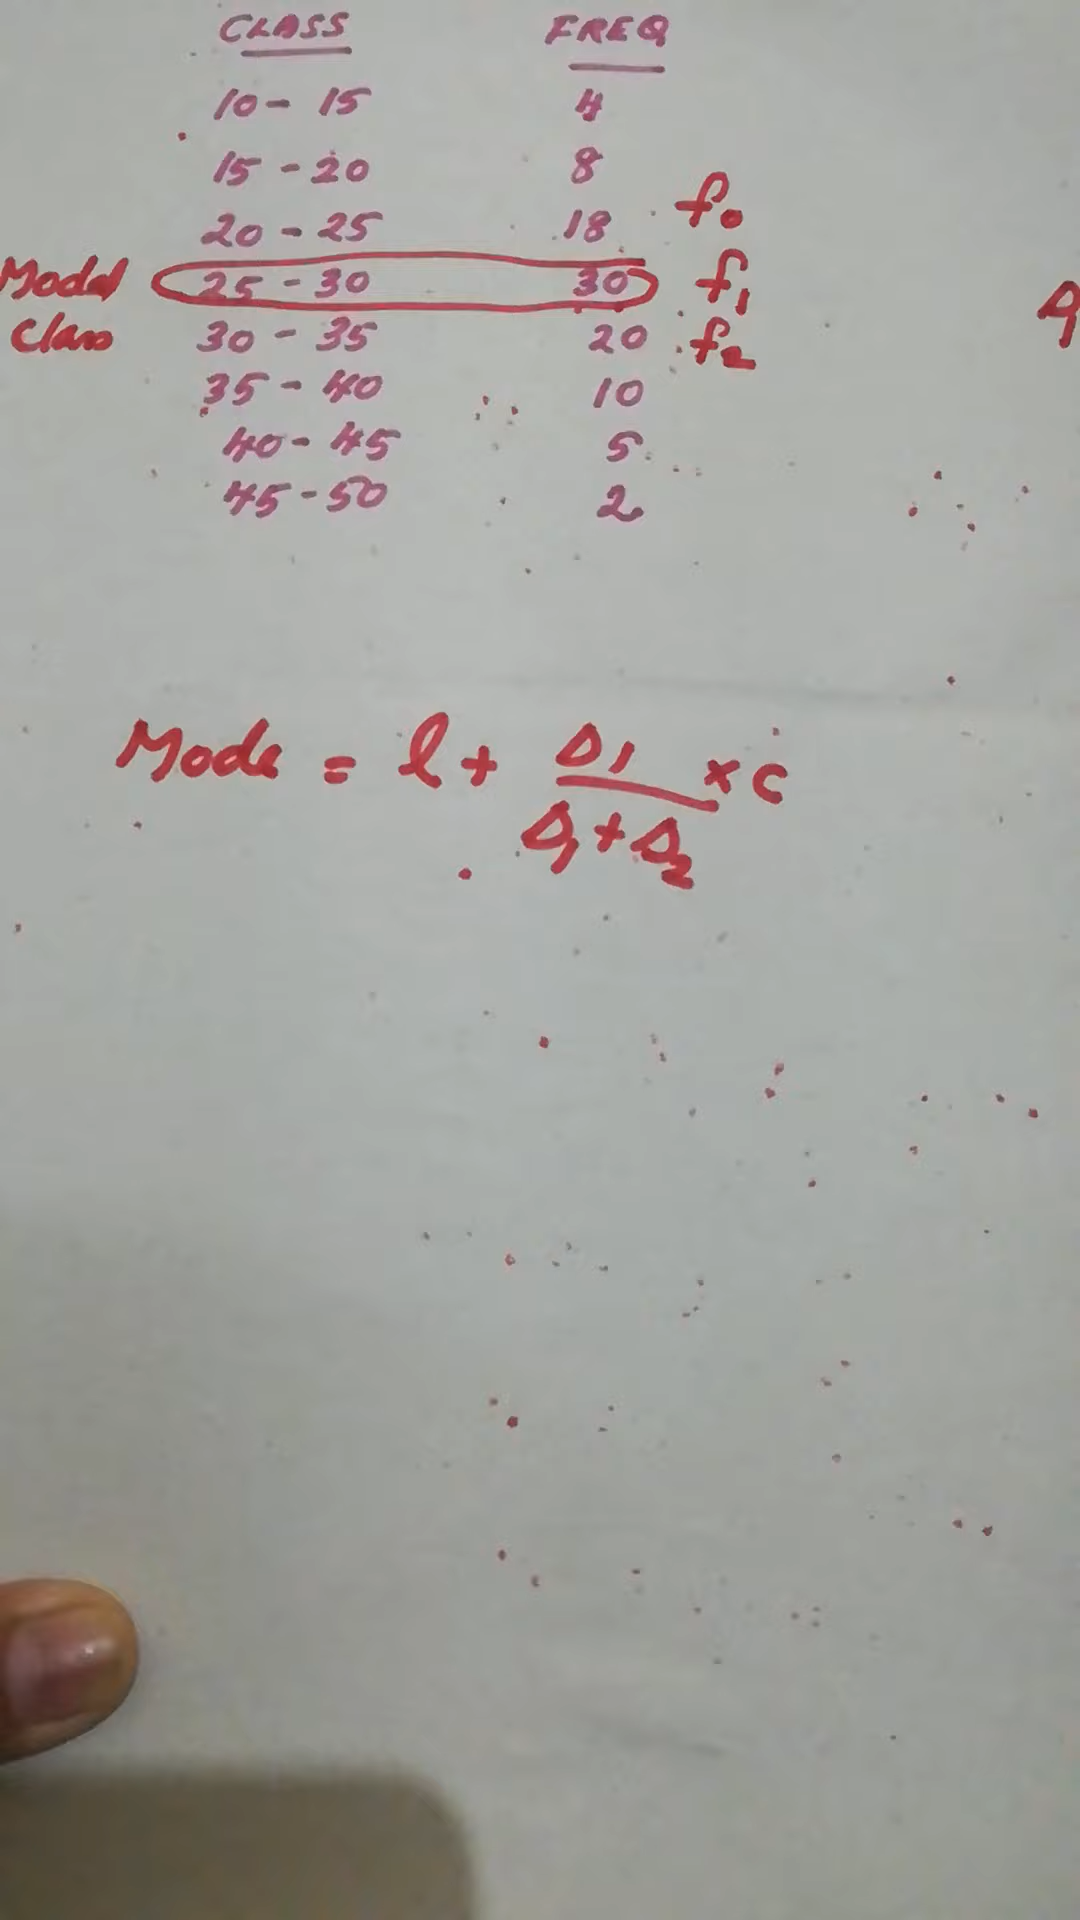 CLASS FREQ
10 - 15 4
15 - 20 8
20 - 25 18 f₀
Modal 25 - 30 30 f₁
Class 30 - 35 20 f₂
35 - 40 10
40 - 45 5
45 - 50 2
Mode = l + Δ₁ × c
Δ₁ + Δ₂